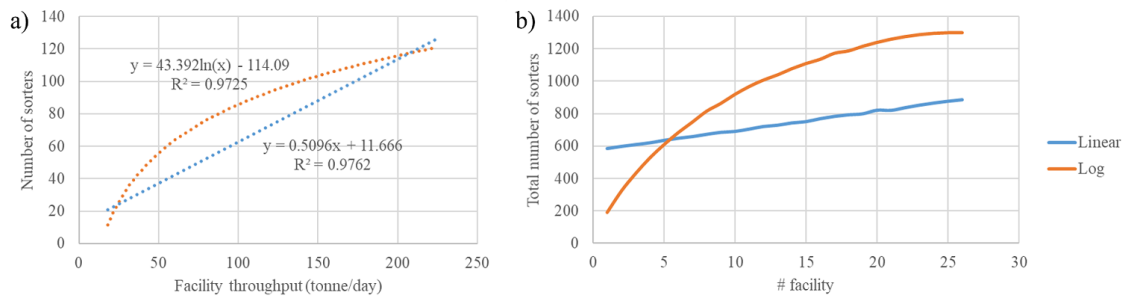 a)
140
120
100
80
60
40
20
0
Number of sorters
y = 43.392ln(x) - 114.09
R² = 0.9725
y = 0.5096x + 11.666
R² = 0.9762
0 50 100 150 200 250
Facility throughput (tonne/day)
b)
1400
1200
1000
800
600
400
200
0
Total number of sorters
0 5 10 15 20 25 30
# facility
Linear
Log